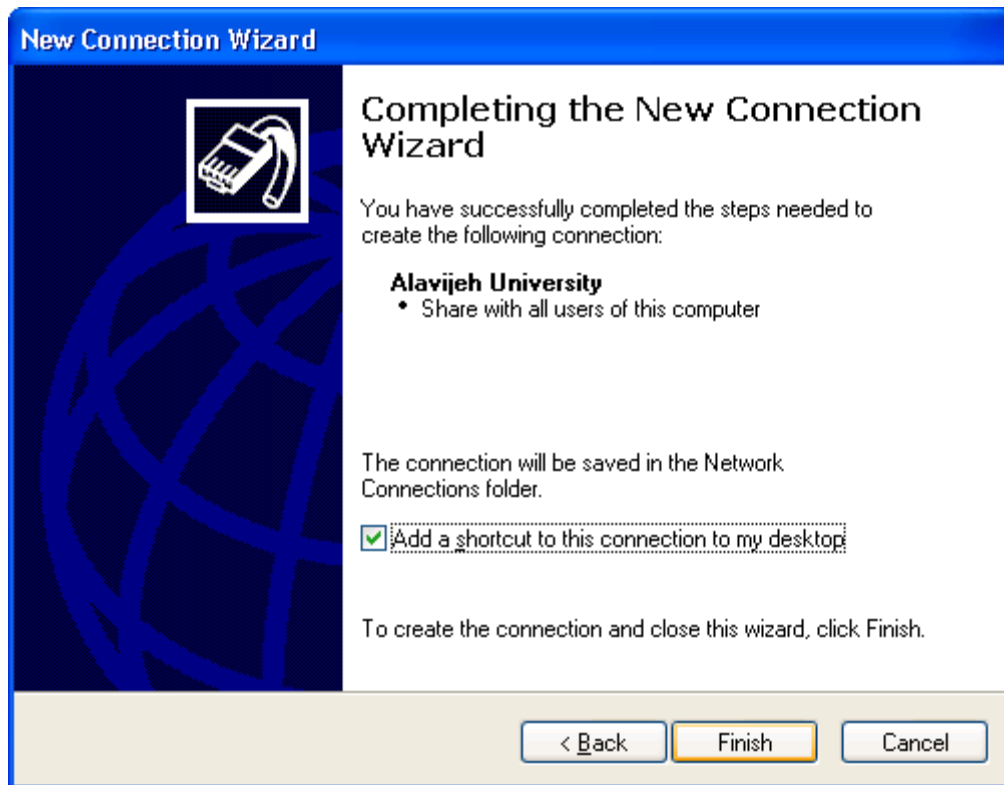 New Connection Wizard
Completing the New Connection
Wizard
You have successfully completed the steps needed to
create the following connection:
Alavijeh University
• Share with all users of this computer
The connection will be saved in the Network
Connections folder.
Add a shortcut to this connection to my desktop
To create the connection and close this wizard, click Finish.
< Back
Finish
Cancel